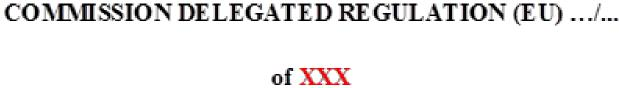 COMMISSION DELEGATED REGULATION (EU) …/...
of XXX